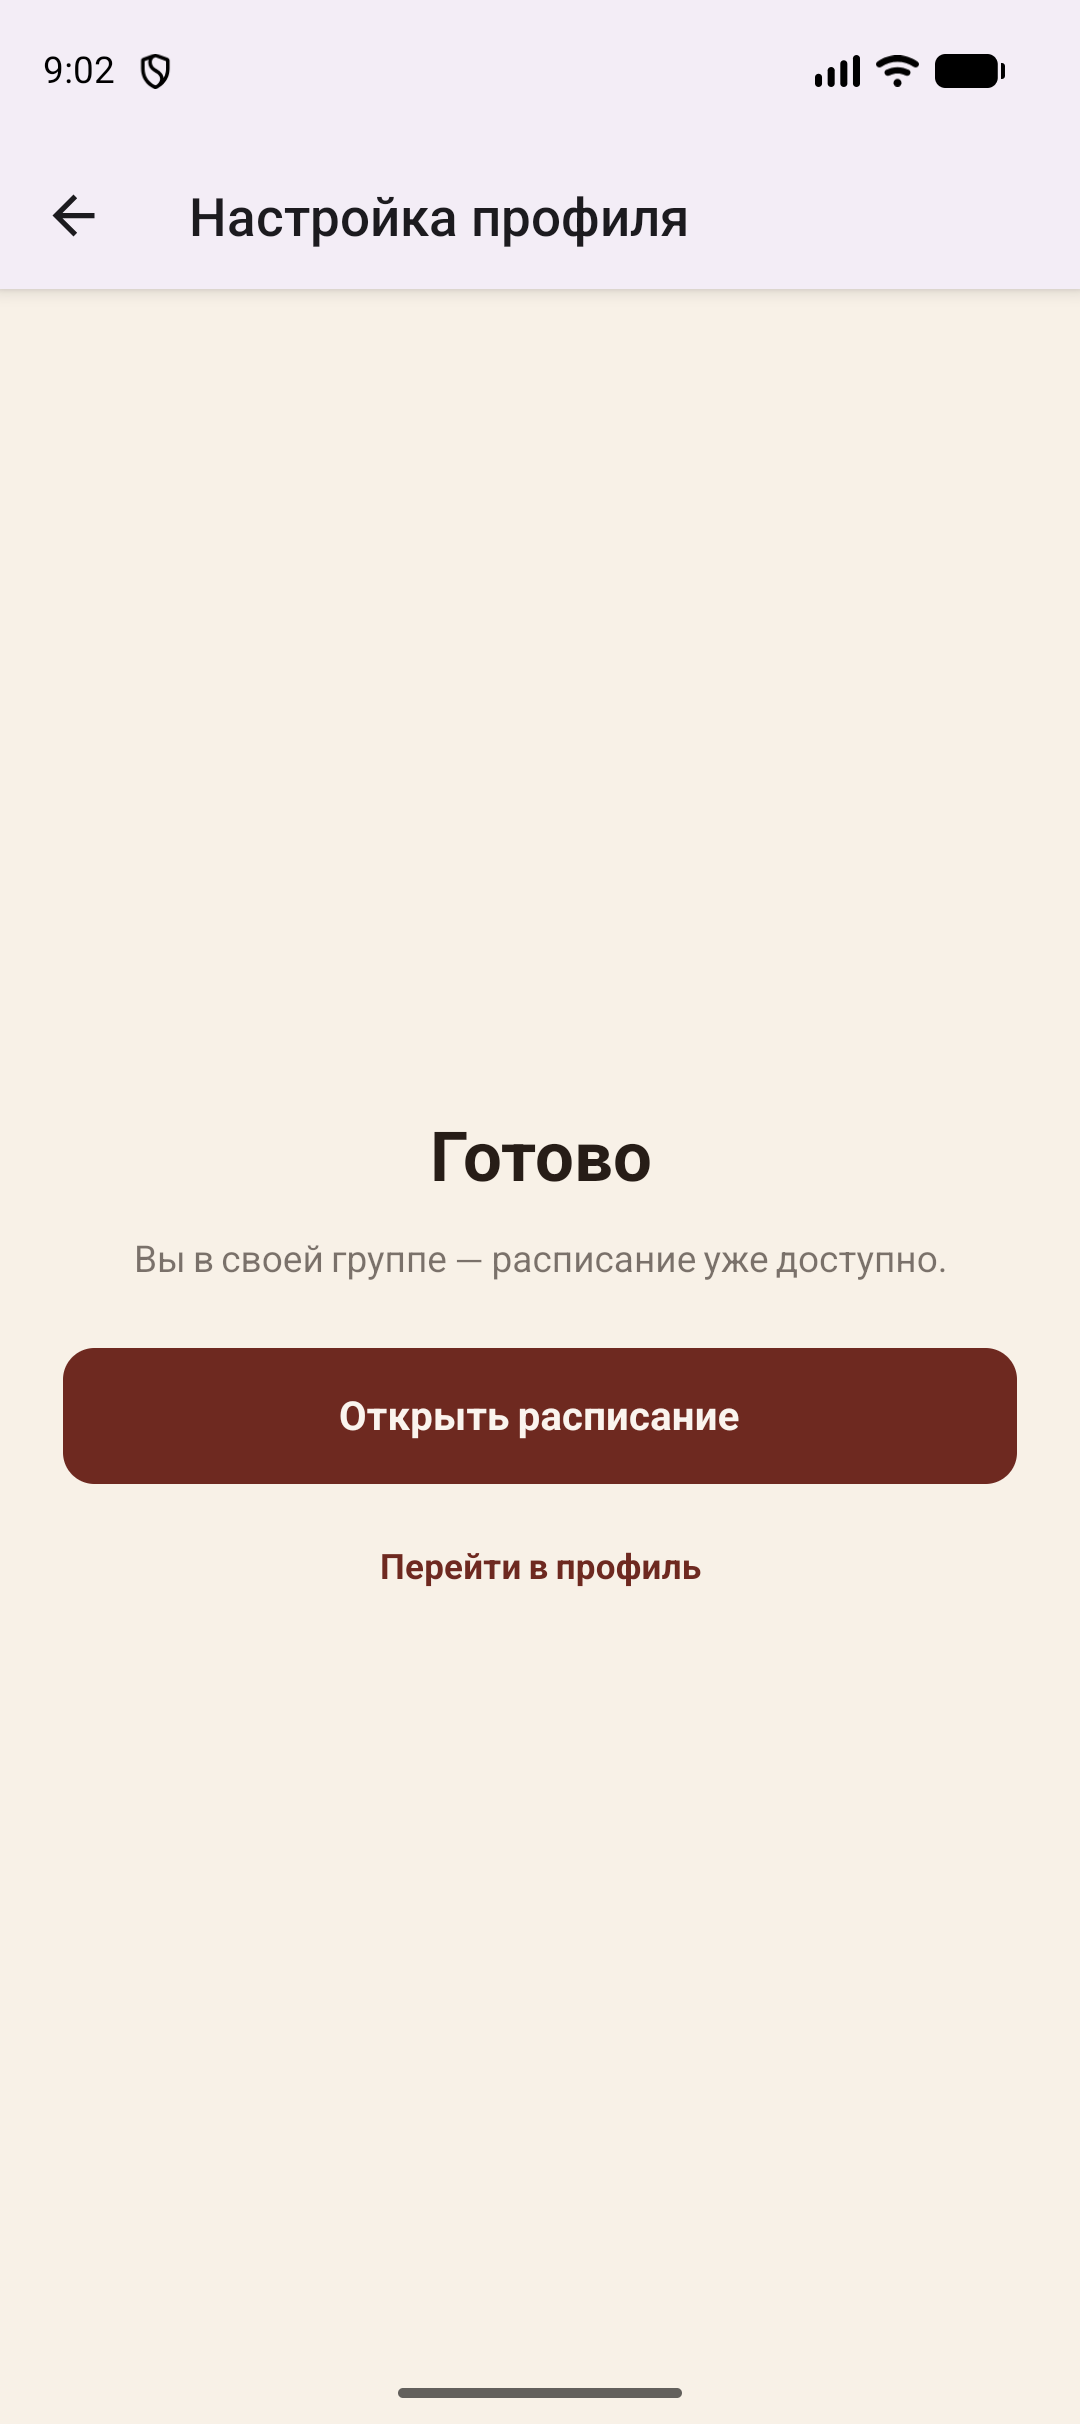 9:02
Настройка профиля
Готово
Вы в своей группе — расписание уже доступно.
Открыть расписание
Перейти в профиль